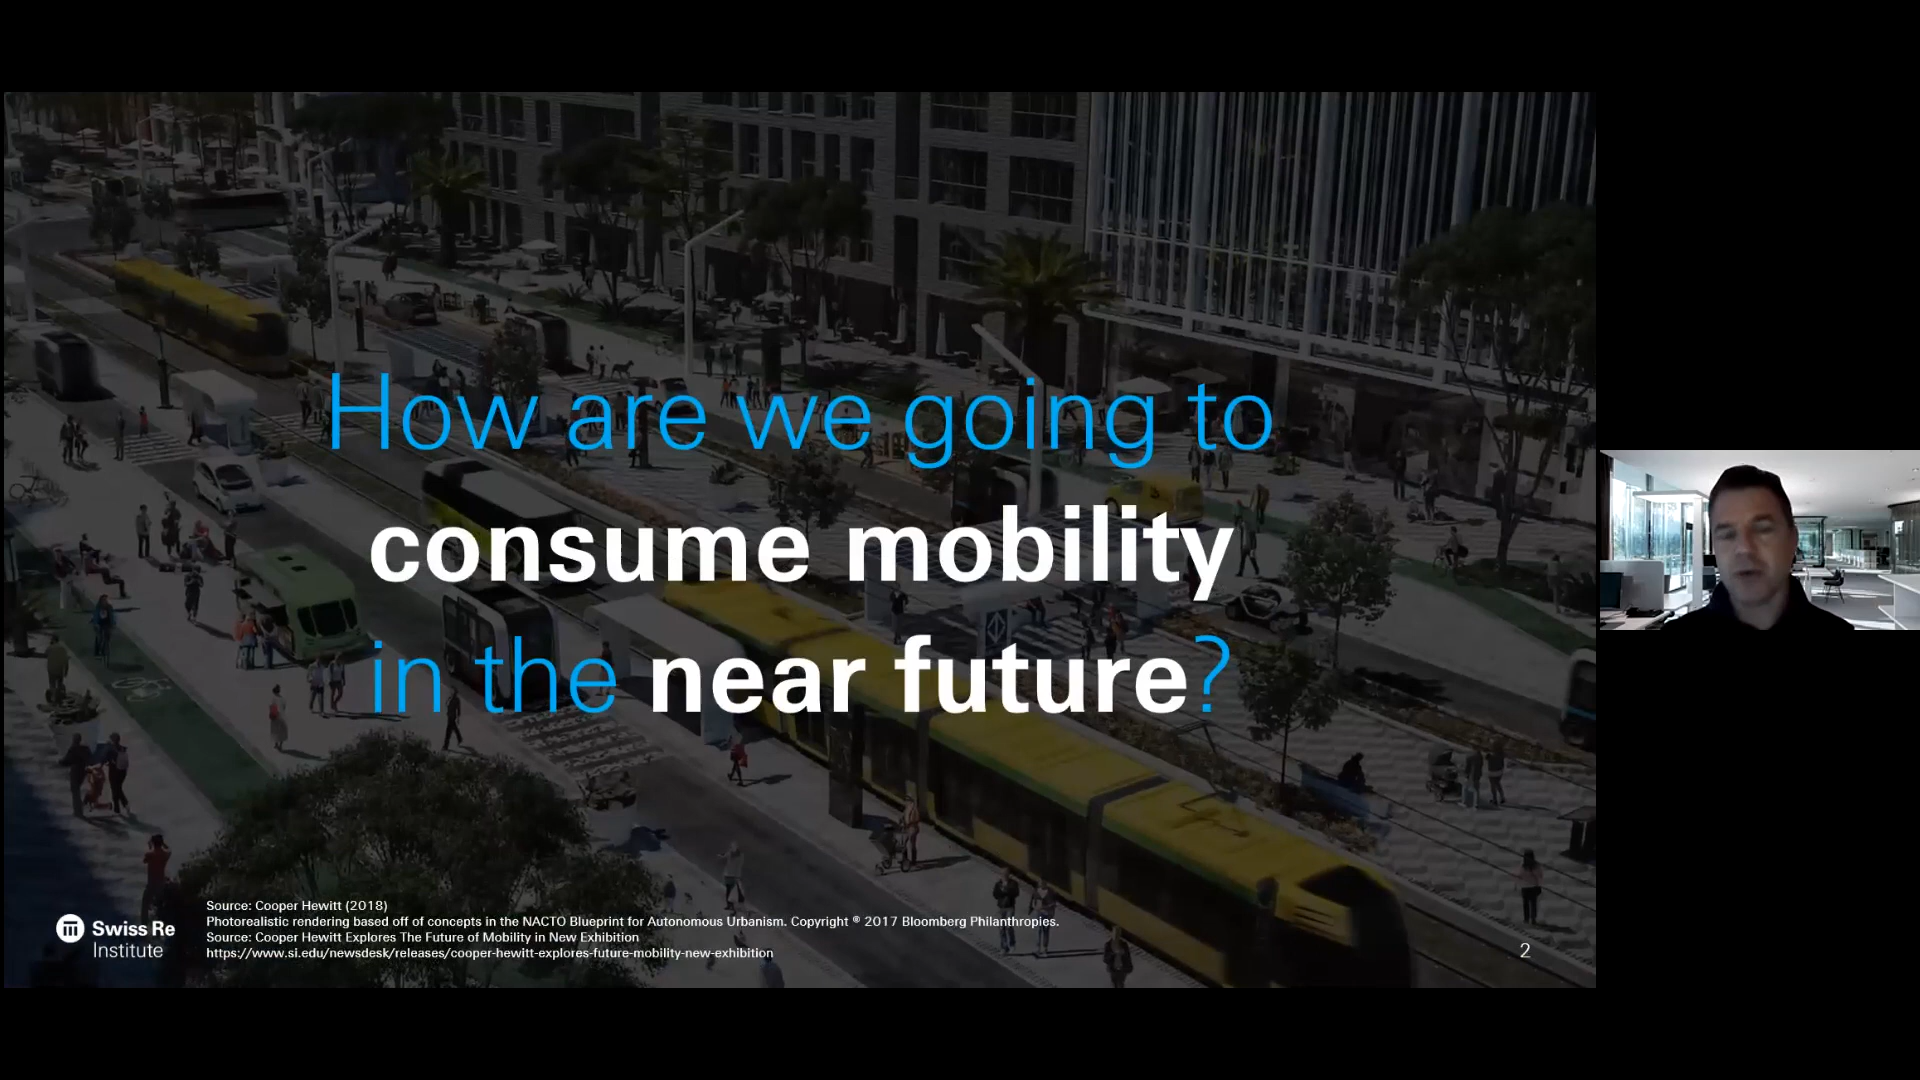 How are we going to
consume mobility
in the near future?
Source: Cooper Hewitt (2018)
Photorealistic rendering based off of concepts in the NACTO Blueprint for Autonomous Urbanism. Copyright ® 2017 Bloomberg Philanthropies.
Source: Cooper Hewitt Explores The Future of Mobility in New Exhibition
https://www.si.edu/newsdesk/releases/cooper-hewitt-explores-future-mobility-new-exhibition
Swiss Re
Institute
2